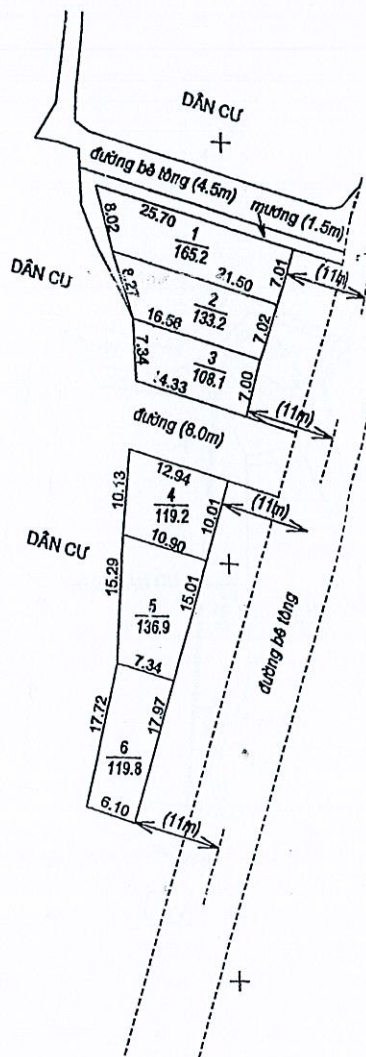 DÂN CƯ
đường bê tông (4.5m)
mương (1.5m)
25.70
8.02
1
165.2
7.01
(11m)
21.50
DÂN CƯ
8.27
2
133.2
7.02
16.56
7.34
3
108.1
7.00
14.33
(11m)
đường (8.0m)
12.94
10.13
4
119.2
10.01
(11m)
10.90
DÂN CƯ
15.29
5
136.9
15.01
đường bê tông
7.34
17.72
17.97
6
119.8
6.10
(11m)